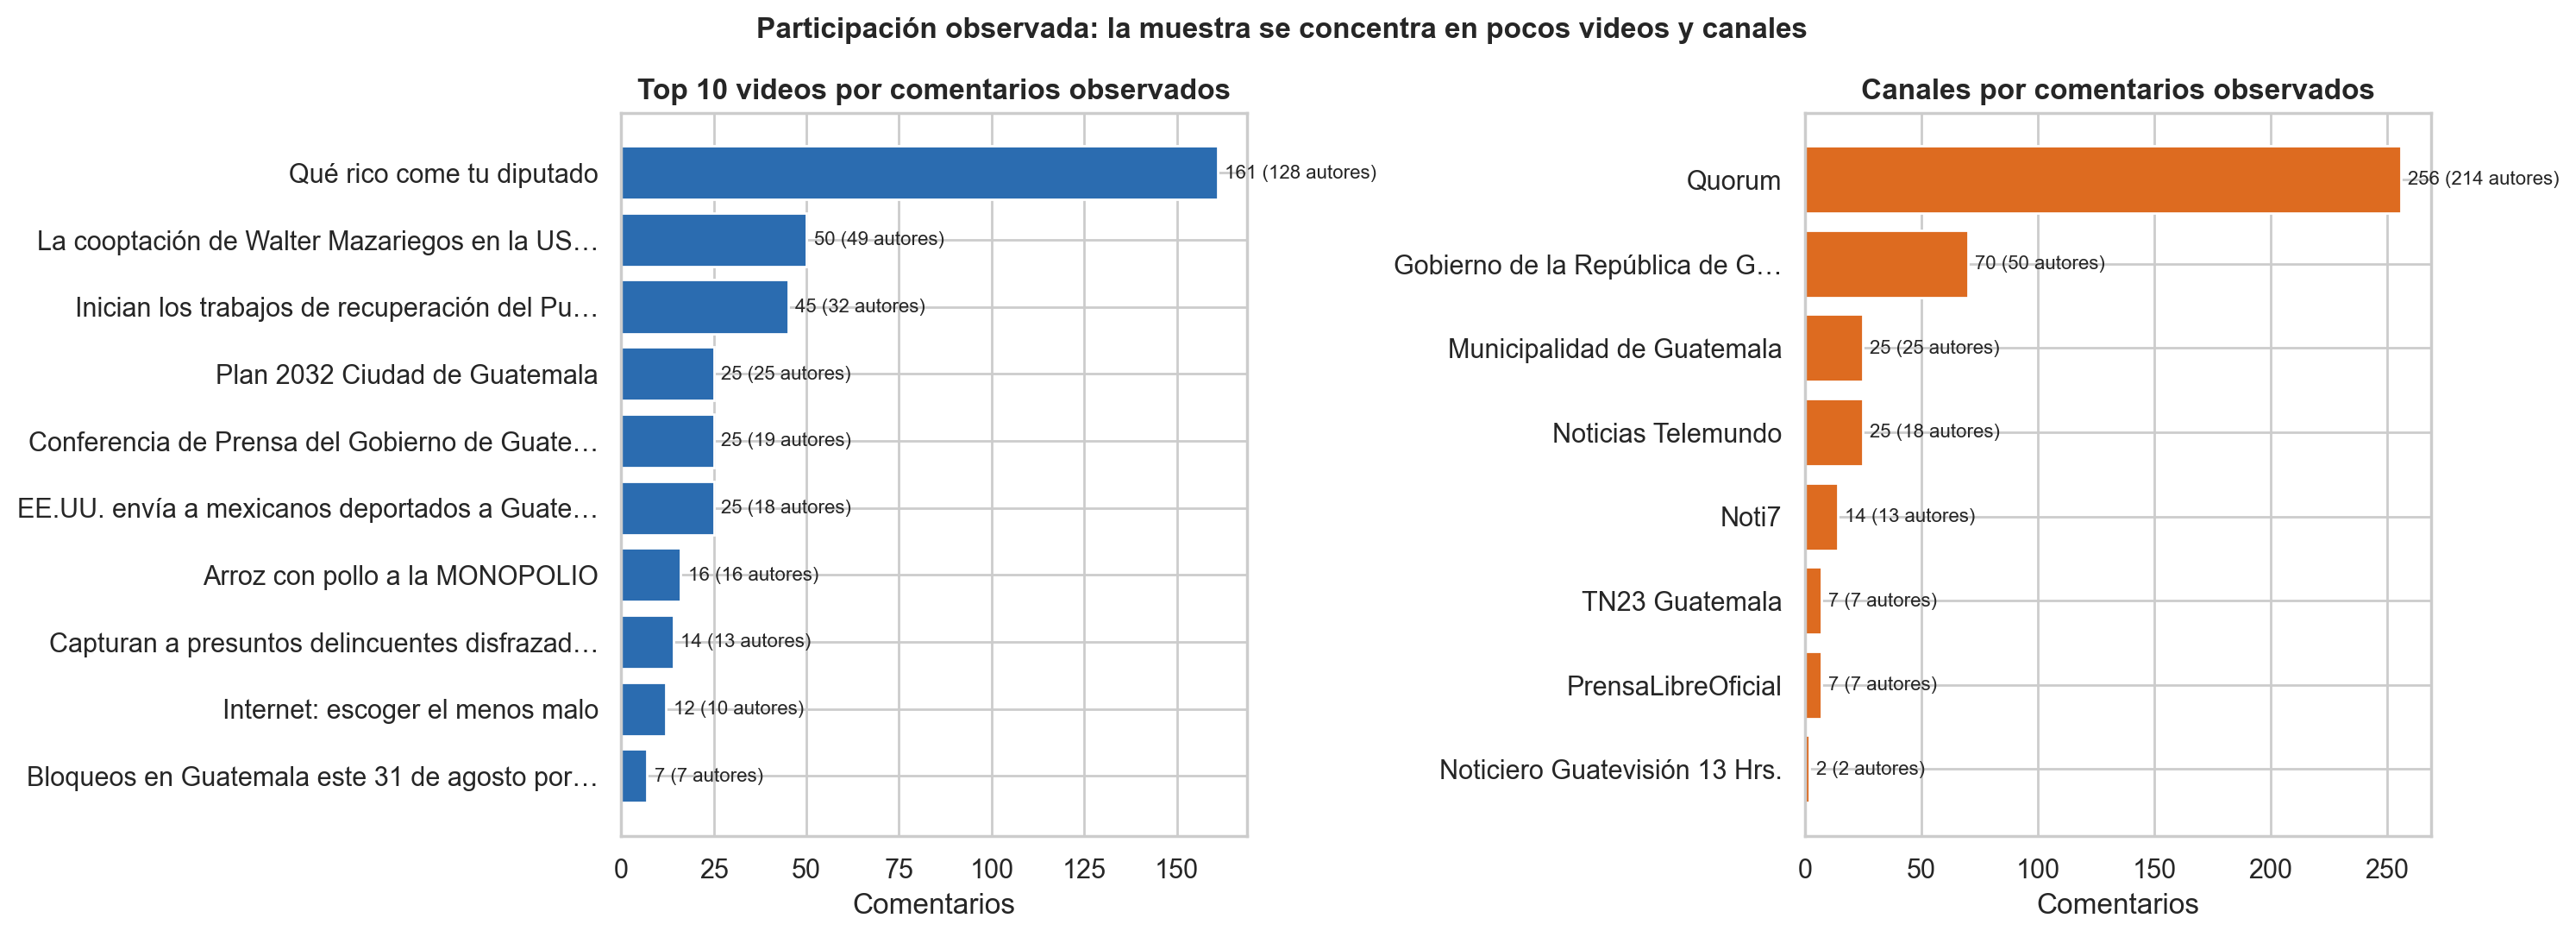 Participación observada: la muestra se concentra en pocos videos y canales
Top 10 videos por comentarios observados
Qué rico come tu diputado
161 (128 autores)
La cooptación de Walter Mazariegos en la US…
50 (49 autores)
Inician los trabajos de recuperación del Pu…
45 (32 autores)
Plan 2032 Ciudad de Guatemala
25 (25 autores)
Conferencia de Prensa del Gobierno de Guate…
25 (19 autores)
EE.UU. envía a mexicanos deportados a Guate…
25 (18 autores)
Arroz con pollo a la MONOPOLIO
16 (16 autores)
Capturan a presuntos delincuentes disfrazad…
14 (13 autores)
Internet: escoger el menos malo
12 (10 autores)
Bloqueos en Guatemala este 31 de agosto por…
7 (7 autores)
0 25 50 75 100 125 150
Comentarios
Canales por comentarios observados
Quorum
256 (214 autores)
Gobierno de la República de G…
70 (50 autores)
Municipalidad de Guatemala
25 (25 autores)
Noticias Telemundo
25 (18 autores)
Noti7
14 (13 autores)
TN23 Guatemala
7 (7 autores)
PrensaLibreOficial
7 (7 autores)
Noticiero Guatevisión 13 Hrs.
2 (2 autores)
0 50 100 150 200 250
Comentarios